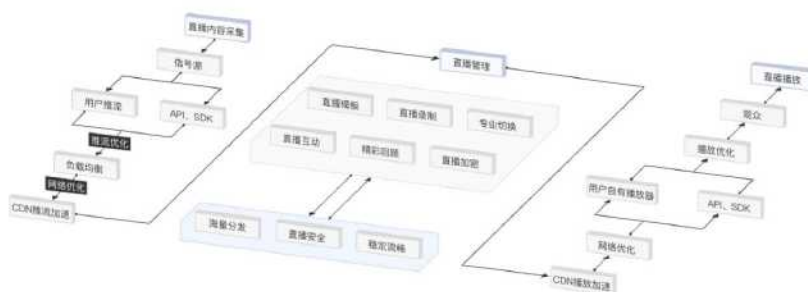 直播内容采集
信号源
用户推流
API、SDK
推流优化
负载均衡
网络优化
CDN推流加速
直播管理
直播模板
直播录制
专业切换
直播互动
精彩回顾
直播加密
海量分发
直播安全
稳定流畅
直播播放
观众
播放优化
用户自有播放器
API、SDK
网络优化
CDN播放加速